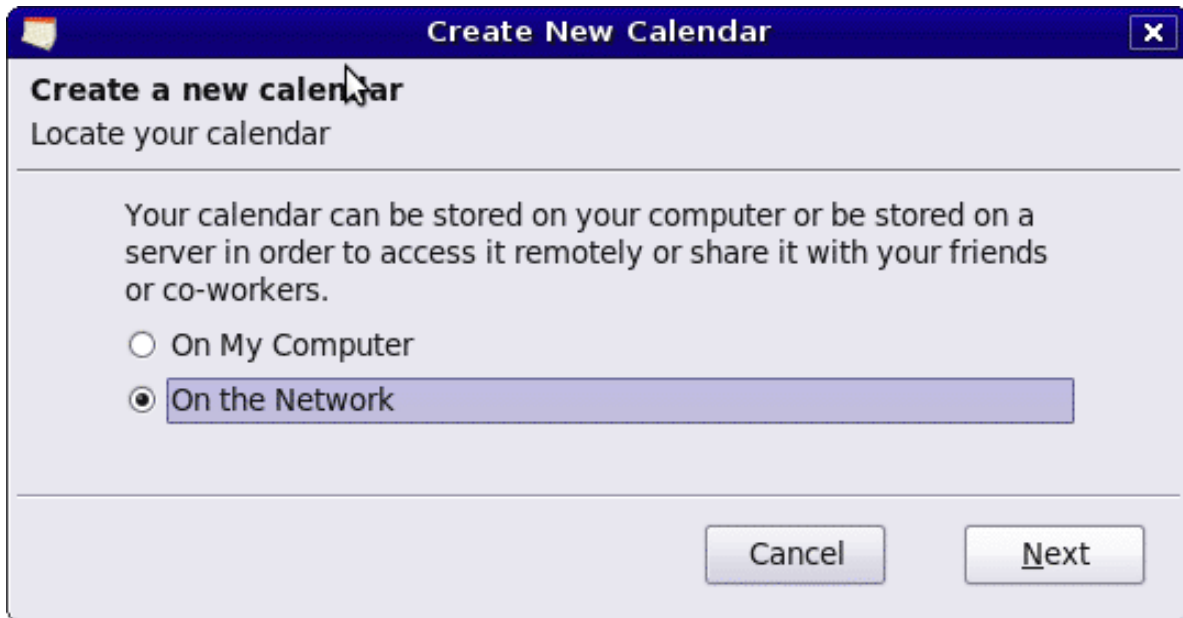 Create New Calendar
Create a new calendar
Locate your calendar
Your calendar can be stored on your computer or be stored on a
server in order to access it remotely or share it with your friends
or co-workers.
On My Computer
On the Network
Cancel
Next